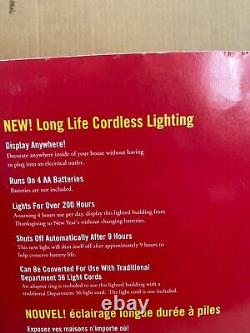 NEW! Long Life Cordless Lighting
Display Anywhere!
Decorate anywhere inside of your house without having
to plug into an electrical outlet.
Runs On 4 AA Batteries
Batteries are not included.
Lights For Over 200 Hours
Assuming 4 hours use per day, display this lighted building from
Thanksgiving to New Year's without changing batteries.
Shuts Off Automatically After 9 Hours
This new light will shut itself off after approximately 9 hours to
help conserve battery life.
Can Be Converted For Use With Traditional
Department 56 Light Cords
An adaptor ring is included to use this lighted building with a
traditional Department 56 light cord. The light cord is not included.
NOUVEL! éclairage longue durée à piles
Exposez vos maisons n'importe où!